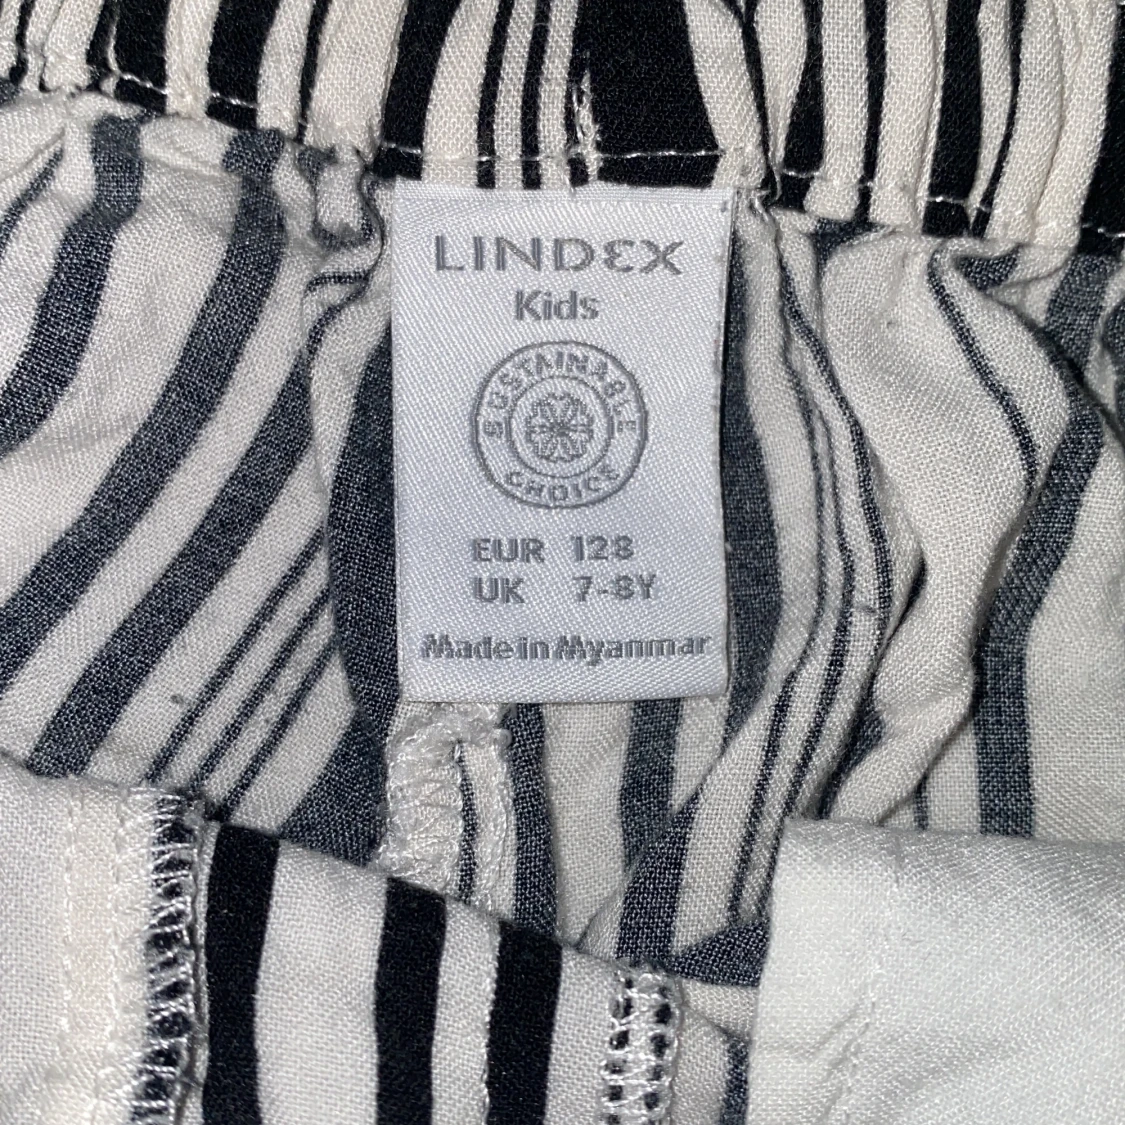 LINDEX
Kids
SUSTAINABLE
CHOICE
EUR 128
UK 7-8Y
Made in Myanmar